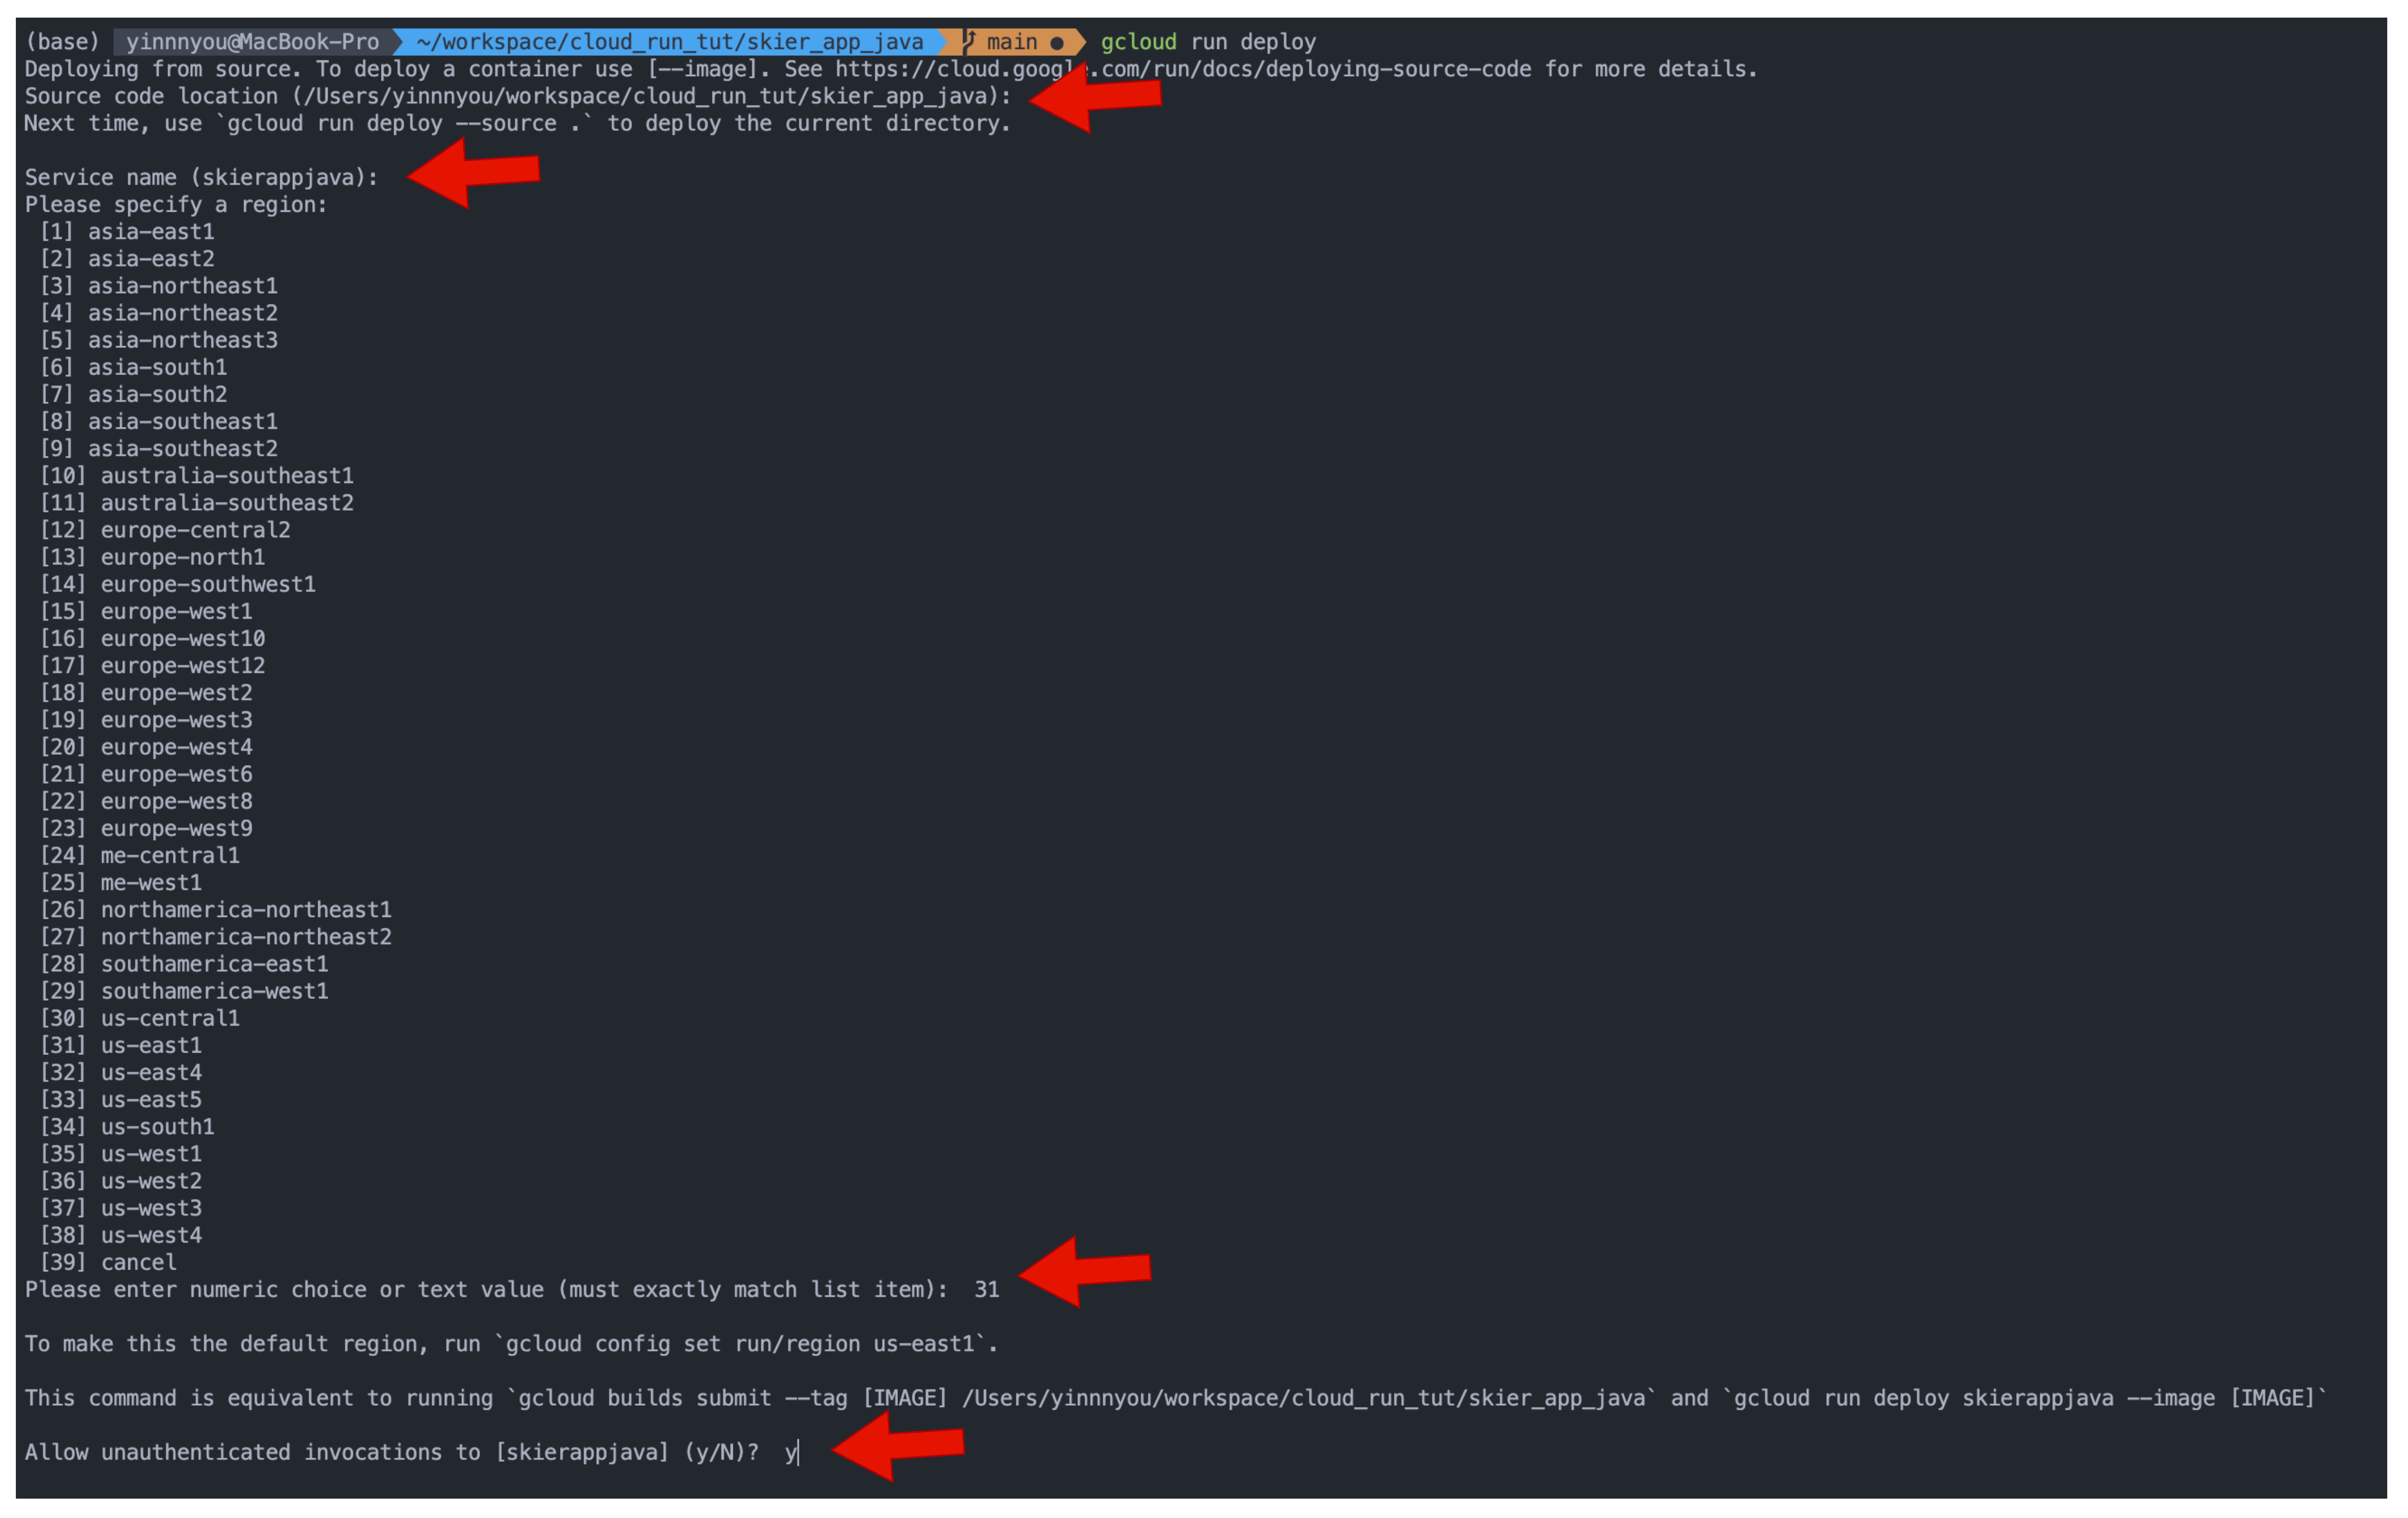 (base) yinnnyou@MacBook-Pro ~/workspace/cloud_run_tut/skier_app_java main ● gcloud run deploy
Deploying from source. To deploy a container use [--image]. See https://cloud.google.com/run/docs/deploying-source-code for more details.
Source code location (/Users/yinnnyou/workspace/cloud_run_tut/skier_app_java):
Next time, use `gcloud run deploy --source .` to deploy the current directory.
Service name (skierappjava):
Please specify a region:
[1] asia-east1
[2] asia-east2
[3] asia-northeast1
[4] asia-northeast2
[5] asia-northeast3
[6] asia-south1
[7] asia-south2
[8] asia-southeast1
[9] asia-southeast2
[10] australia-southeast1
[11] australia-southeast2
[12] europe-central2
[13] europe-north1
[14] europe-southwest1
[15] europe-west1
[16] europe-west10
[17] europe-west12
[18] europe-west2
[19] europe-west3
[20] europe-west4
[21] europe-west6
[22] europe-west8
[23] europe-west9
[24] me-central1
[25] me-west1
[26] northamerica-northeast1
[27] northamerica-northeast2
[28] southamerica-east1
[29] southamerica-west1
[30] us-central1
[31] us-east1
[32] us-east4
[33] us-east5
[34] us-south1
[35] us-west1
[36] us-west2
[37] us-west3
[38] us-west4
[39] cancel
Please enter numeric choice or text value (must exactly match list item):  31
To make this the default region, run `gcloud config set run/region us-east1`.
This command is equivalent to running `gcloud builds submit --tag [IMAGE] /Users/yinnnyou/workspace/cloud_run_tut/skier_app_java` and `gcloud run deploy skierappjava --image [IMAGE]`
Allow unauthenticated invocations to [skierappjava] (y/N)?  y